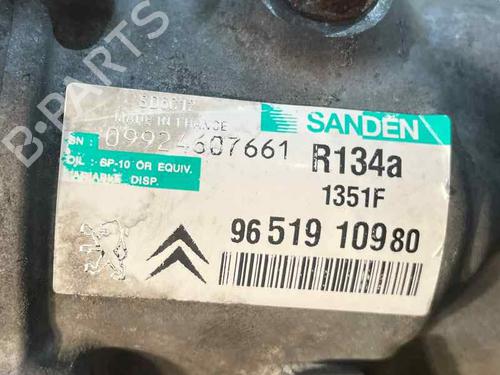 B-PARTS
SD6C12
MADE IN FRANCE
SN : 09924607661
OIL : SP-10 OR EQUIV.
VARIABLE DISP.
SANDEN
R134a
1351F
96 519 109 80